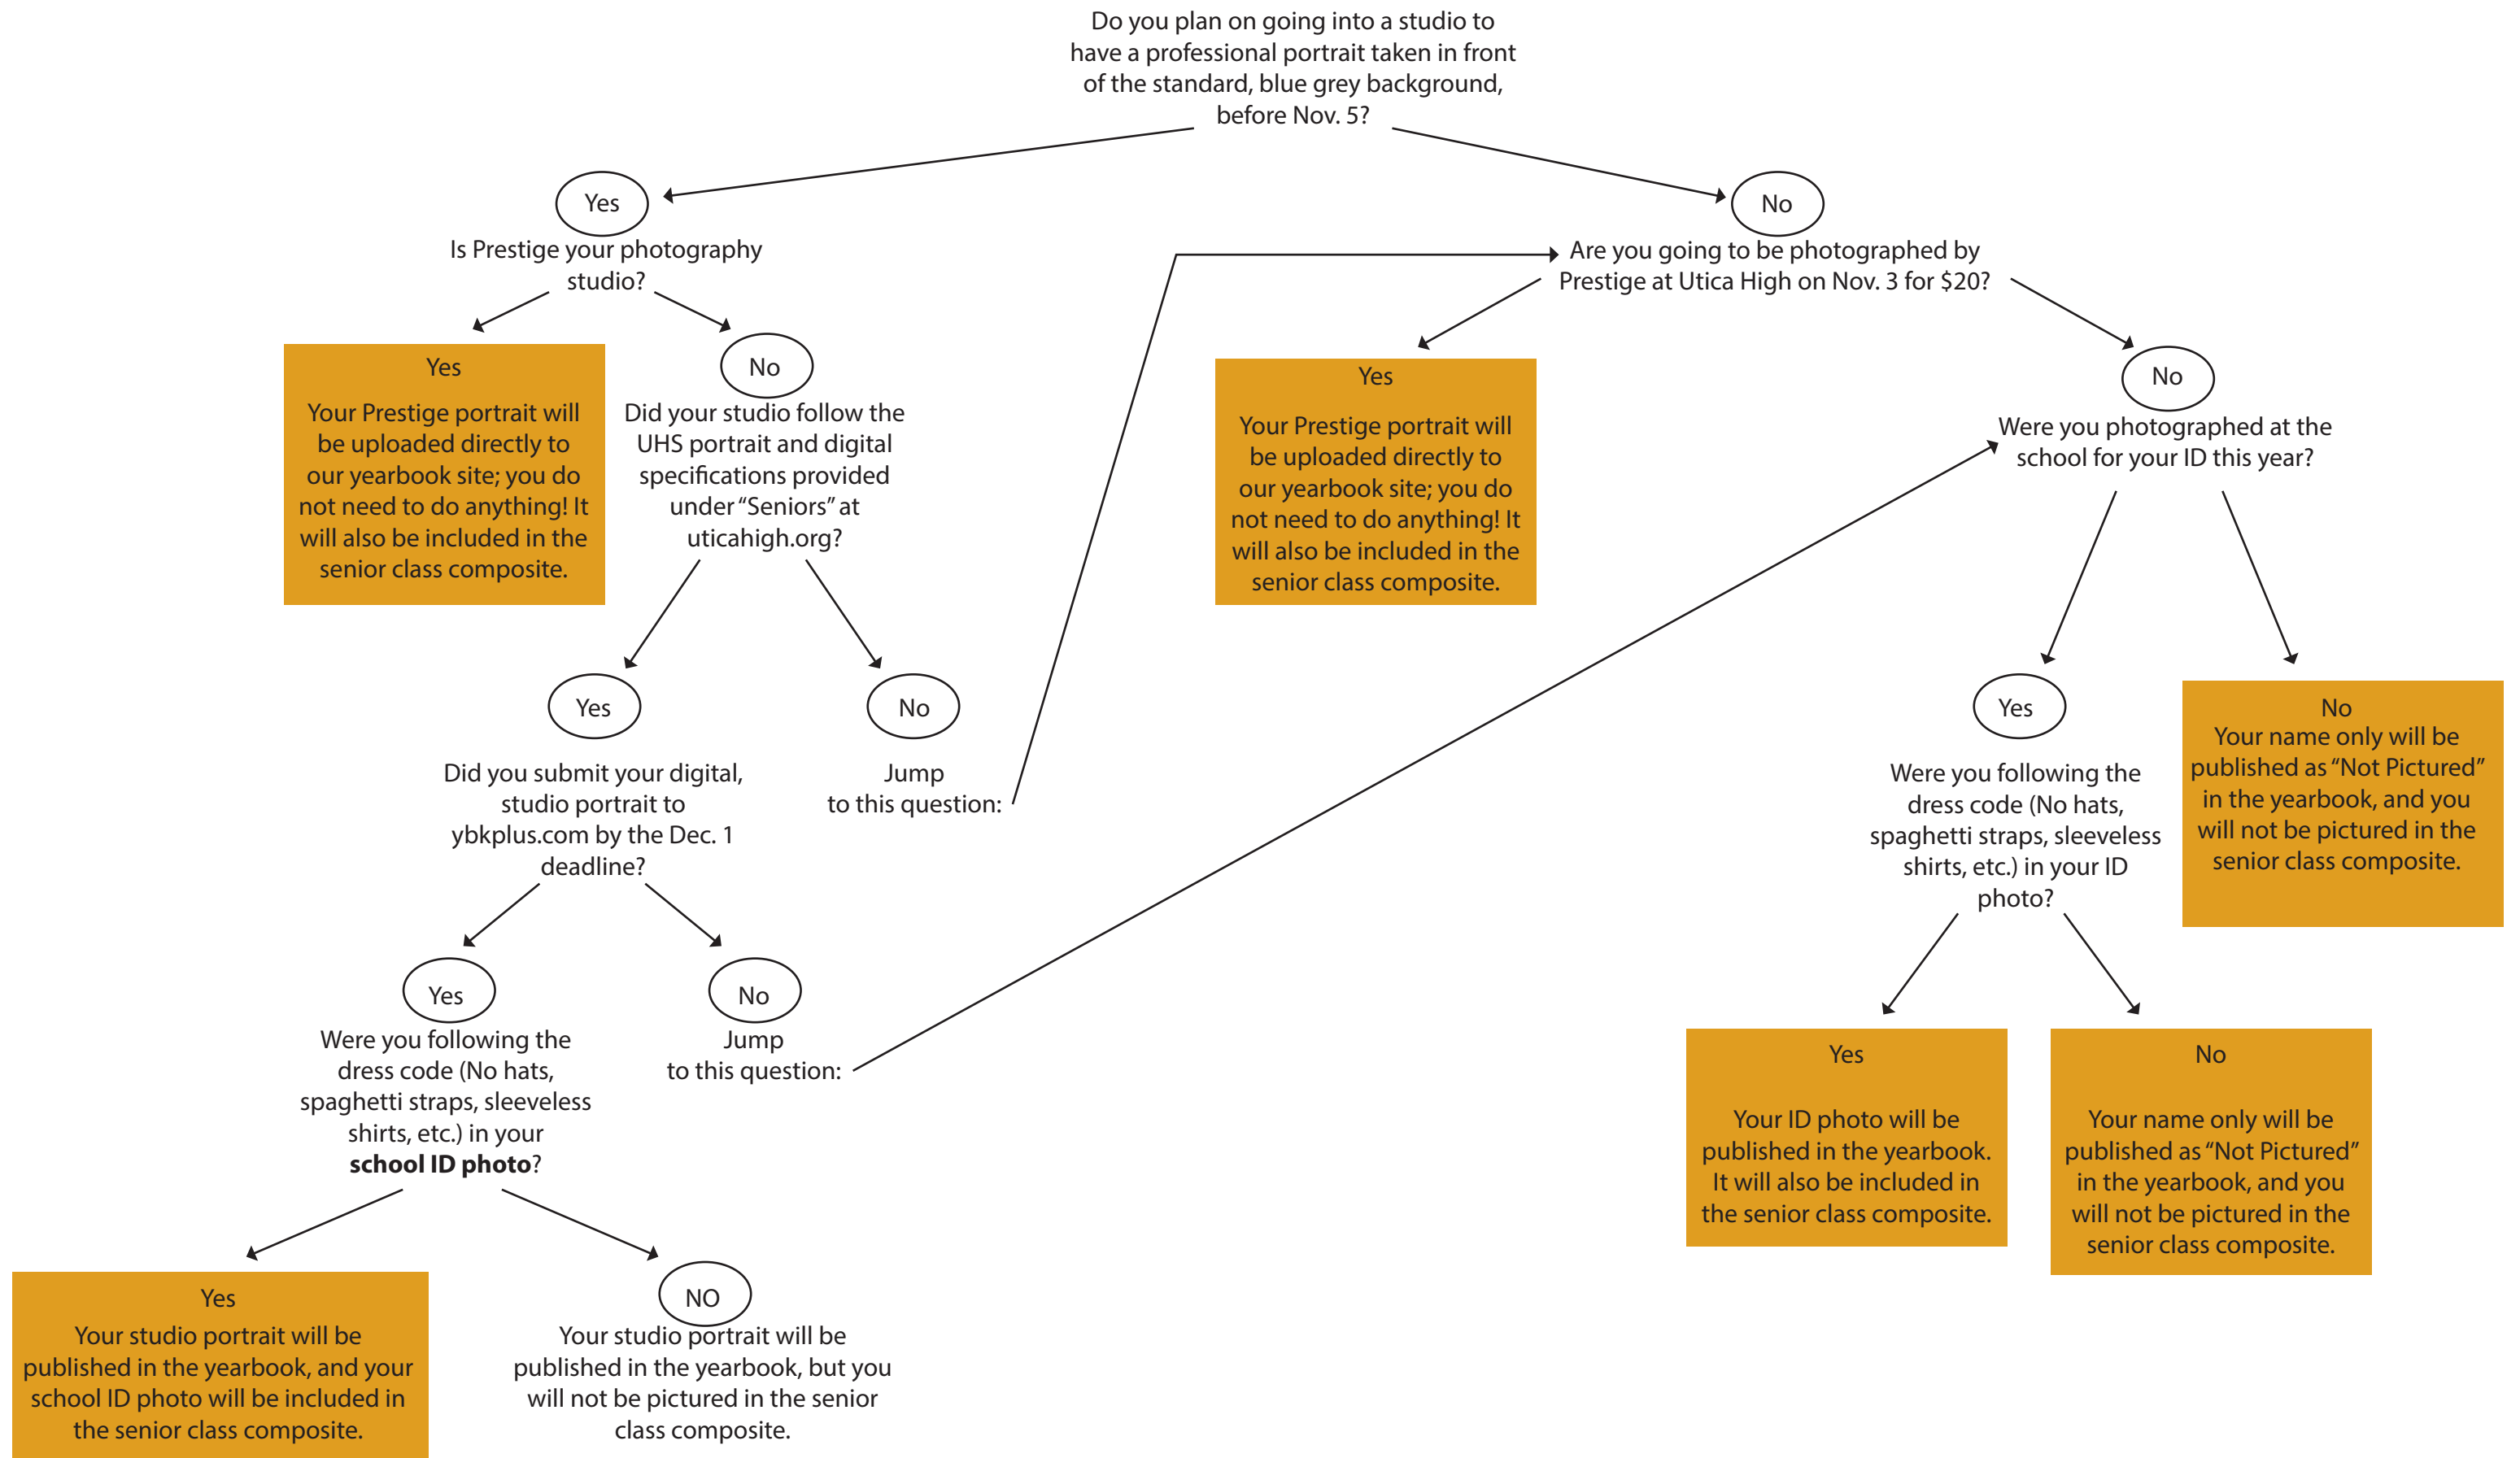 Do you plan on going into a studio to
have a professional portrait taken in front
of the standard, blue grey background,
before Nov. 5?
Yes
Is Prestige your photography
studio?
Yes
Your Prestige portrait will
be uploaded directly to
our yearbook site; you do
not need to do anything! It
will also be included in the
senior class composite.
No
Did your studio follow the
UHS portrait and digital
specifications provided
under “Seniors” at
uticahigh.org?
Yes
Did you submit your digital,
studio portrait to
ybkplus.com by the Dec. 1
deadline?
No
Jump
to this question:
Yes
Were you following the
dress code (No hats,
spaghetti straps, sleeveless
shirts, etc.) in your
school ID photo?
No
Jump
to this question:
Yes
Your studio portrait will be
published in the yearbook, and your
school ID photo will be included in
the senior class composite.
NO
Your studio portrait will be
published in the yearbook, but you
will not be pictured in the senior
class composite.
No
Are you going to be photographed by
Prestige at Utica High on Nov. 3 for $20?
Yes
Your Prestige portrait will
be uploaded directly to
our yearbook site; you do
not need to do anything! It
will also be included in the
senior class composite.
No
Were you photographed at the
school for your ID this year?
Yes
Were you following the
dress code (No hats,
spaghetti straps, sleeveless
shirts, etc.) in your ID
photo?
No
Your name only will be
published as “Not Pictured”
in the yearbook, and you
will not be pictured in the
senior class composite.
Yes
Your ID photo will be
published in the yearbook.
It will also be included in
the senior class composite.
No
Your name only will be
published as “Not Pictured”
in the yearbook, and you
will not be pictured in the
senior class composite.